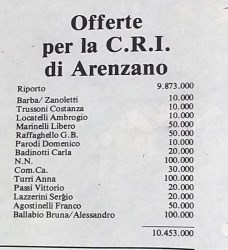 Offerte
per la C.R.I.
di Arenzano
Riporto 9.873.000
Barba/Zanoletti 10.000
Trussoni Costanza 10.000
Locatelli Ambrogio 10.000
Marinelli Libero 50.000
Raffaghello G.B. 50.000
Parodi Domenico 10.000
Badinotti Carla 20.000
N.N. 100.000
Com.Ca. 30.000
Turri Anna 100.000
Passi Vittorio 20.000
Lazzerini Sergio 20.000
Agostinelli Franco 50.000
Ballabio Bruna/Alessandro 100.000
10.453.000